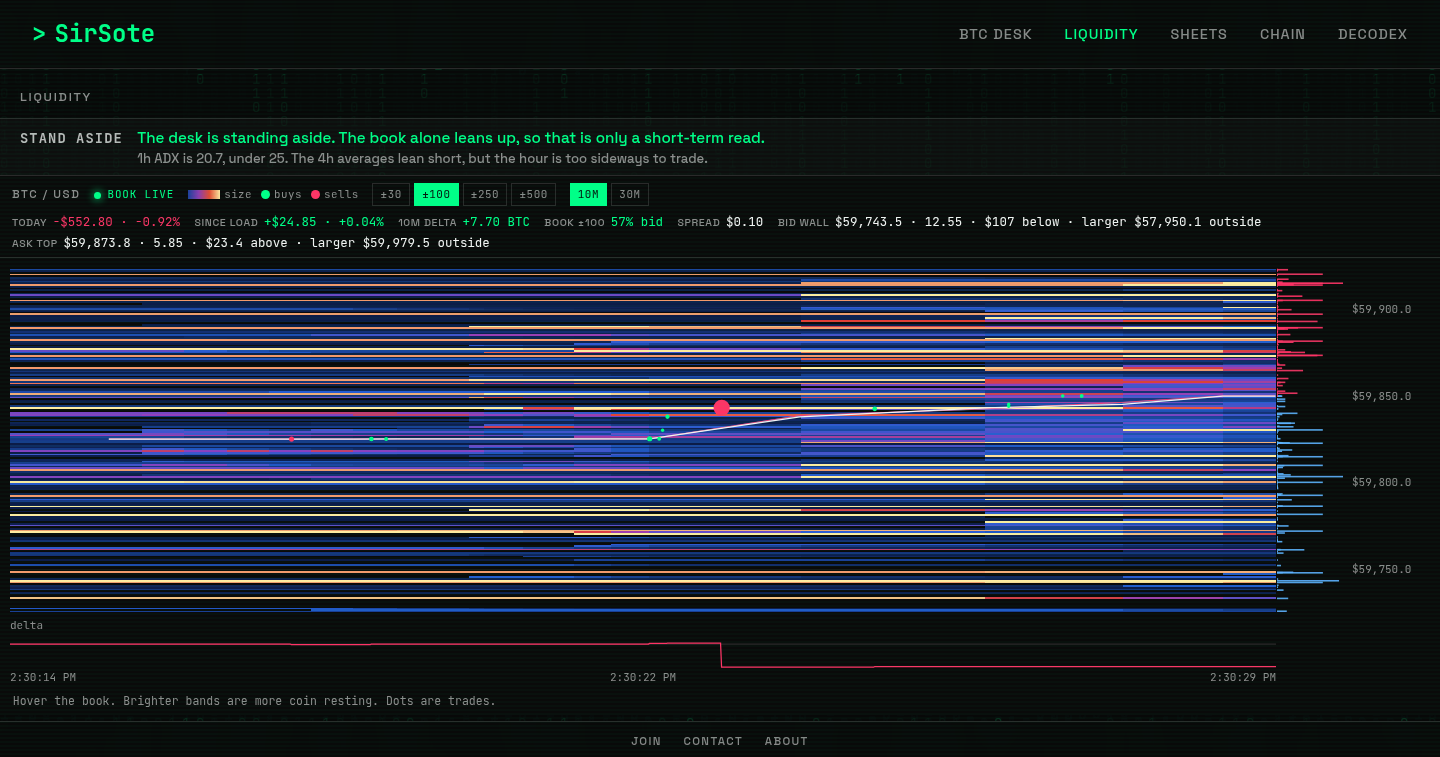 > SirSote
BTC DESK LIQUIDITY SHEETS CHAIN DECODEX
LIQUIDITY
STAND ASIDE The desk is standing aside. The book alone leans up, so that is only a short-term read.
1h ADX is 20.7, under 25. The 4h averages lean short, but the hour is too sideways to trade.
BTC / USD BOOK LIVE size buys sells ±30 ±100 ±250 ±500 10M 30M
TODAY -$552.80 · -0.92% SINCE LOAD +$24.85 · +0.04% 10M DELTA +7.70 BTC BOOK ±100 57% bid SPREAD $0.10 BID WALL $59,743.5 · 12.55 · $107 below · larger $57,950.1 outside
ASK TOP $59,873.8 · 5.85 · $23.4 above · larger $59,979.5 outside
$59,900.0
$59,850.0
$59,800.0
$59,750.0
delta
2:30:14 PM 2:30:22 PM 2:30:29 PM
Hover the book. Brighter bands are more coin resting. Dots are trades.
JOIN CONTACT ABOUT